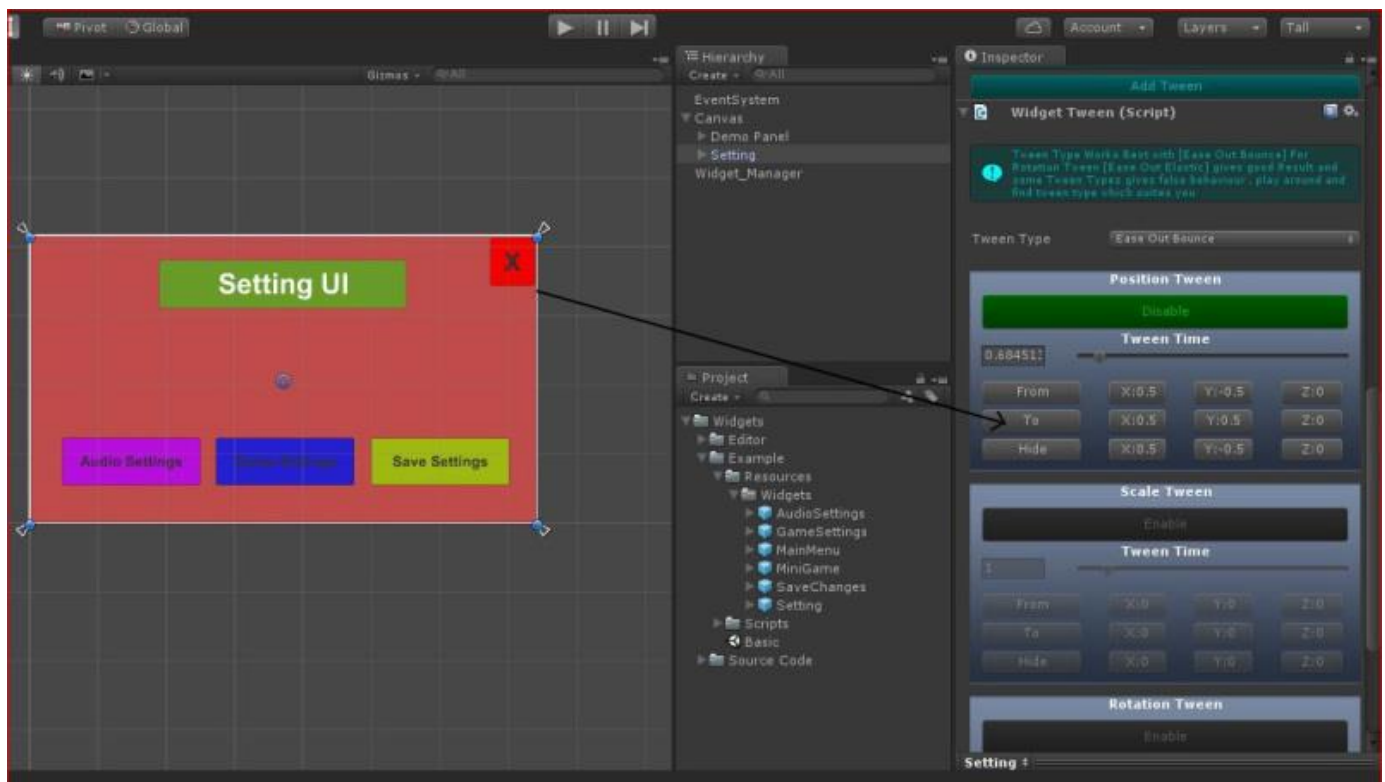 Pivot Global
Account Layers Tall
Gizmos All
Hierarchy
Create All
EventSystem
Canvas
Demo Panel
Setting
Widget_Manager
Setting UI
X
Audio Settings
Save Settings
Project
Create
Widgets
Editor
Example
Resources
Widgets
AudioSettings
GameSettings
MainMenu
MiniGame
SaveChanges
Setting
Scripts
Basic
Source Code
Inspector
Add Tween
Widget Tween (Script)
Tween Type Works Best with [Ease Out Bounce] For
Rotation Tween [Ease Out Elastic] gives good Result and
some Tween Types gives false behaviour , play around and
find tween type which suites you
Tween Type Ease Out Bounce
Position Tween
Disable
Tween Time
0.68451
From X:0.5 Y:-0.5 Z:0
To X:0.5 Y:0.5 Z:0
Hide X:0.5 Y:-0.5 Z:0
Scale Tween
Enable
Tween Time
1
From X:0 Y:0 Z:0
To X:0 Y:0 Z:0
Hide X:0 Y:0 Z:0
Rotation Tween
Enable
Setting